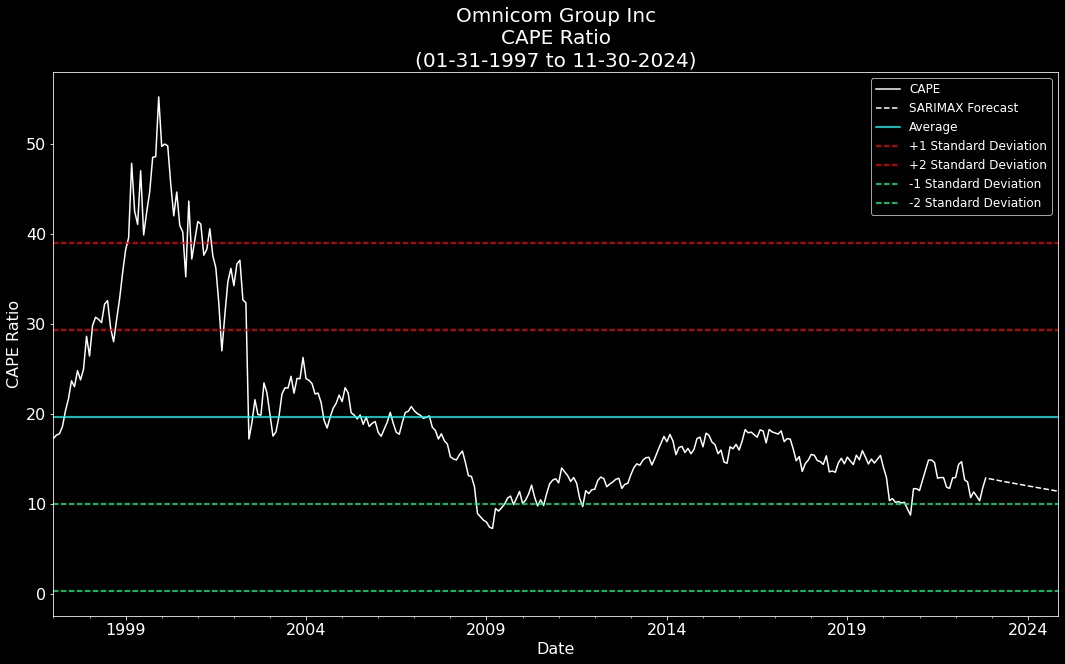 Omnicom Group Inc
CAPE Ratio
(01-31-1997 to 11-30-2024)
CAPE
SARIMAX Forecast
Average
+1 Standard Deviation
+2 Standard Deviation
-1 Standard Deviation
-2 Standard Deviation
CAPE Ratio
50
40
30
20
10
0
1999
2004
2009
2014
2019
2024
Date